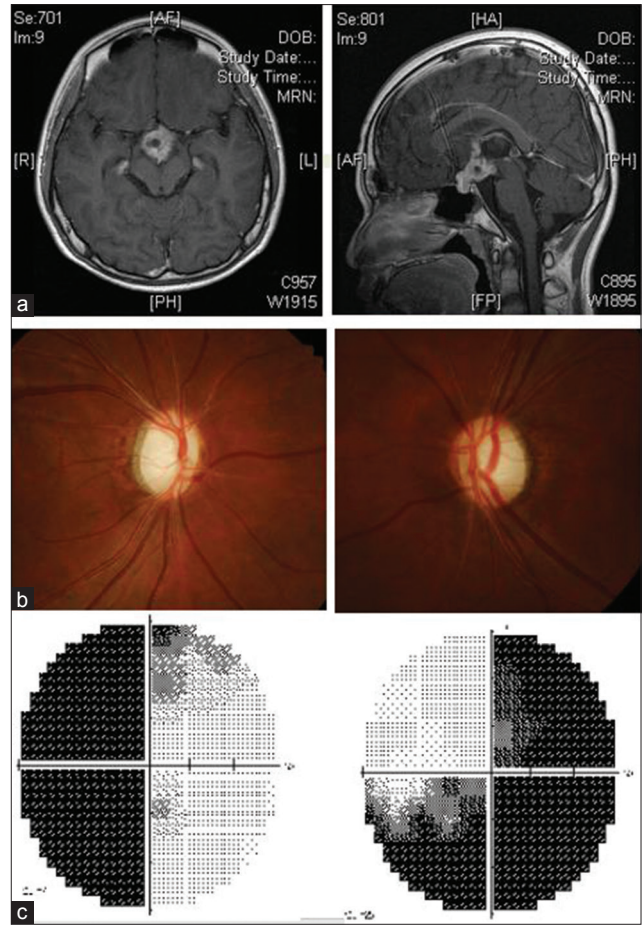 Se:701
Im:9
[AF]
DOB:
Study Date:...
Study Time:...
MRN:
[R]
[L]
C957
W1915
[PH]
a
Se:801
Im:9
[HA]
DOB:
Study Date:...
Study Time:...
MRN:
[AF]
[PH]
C895
W1895
[FP]
b
c